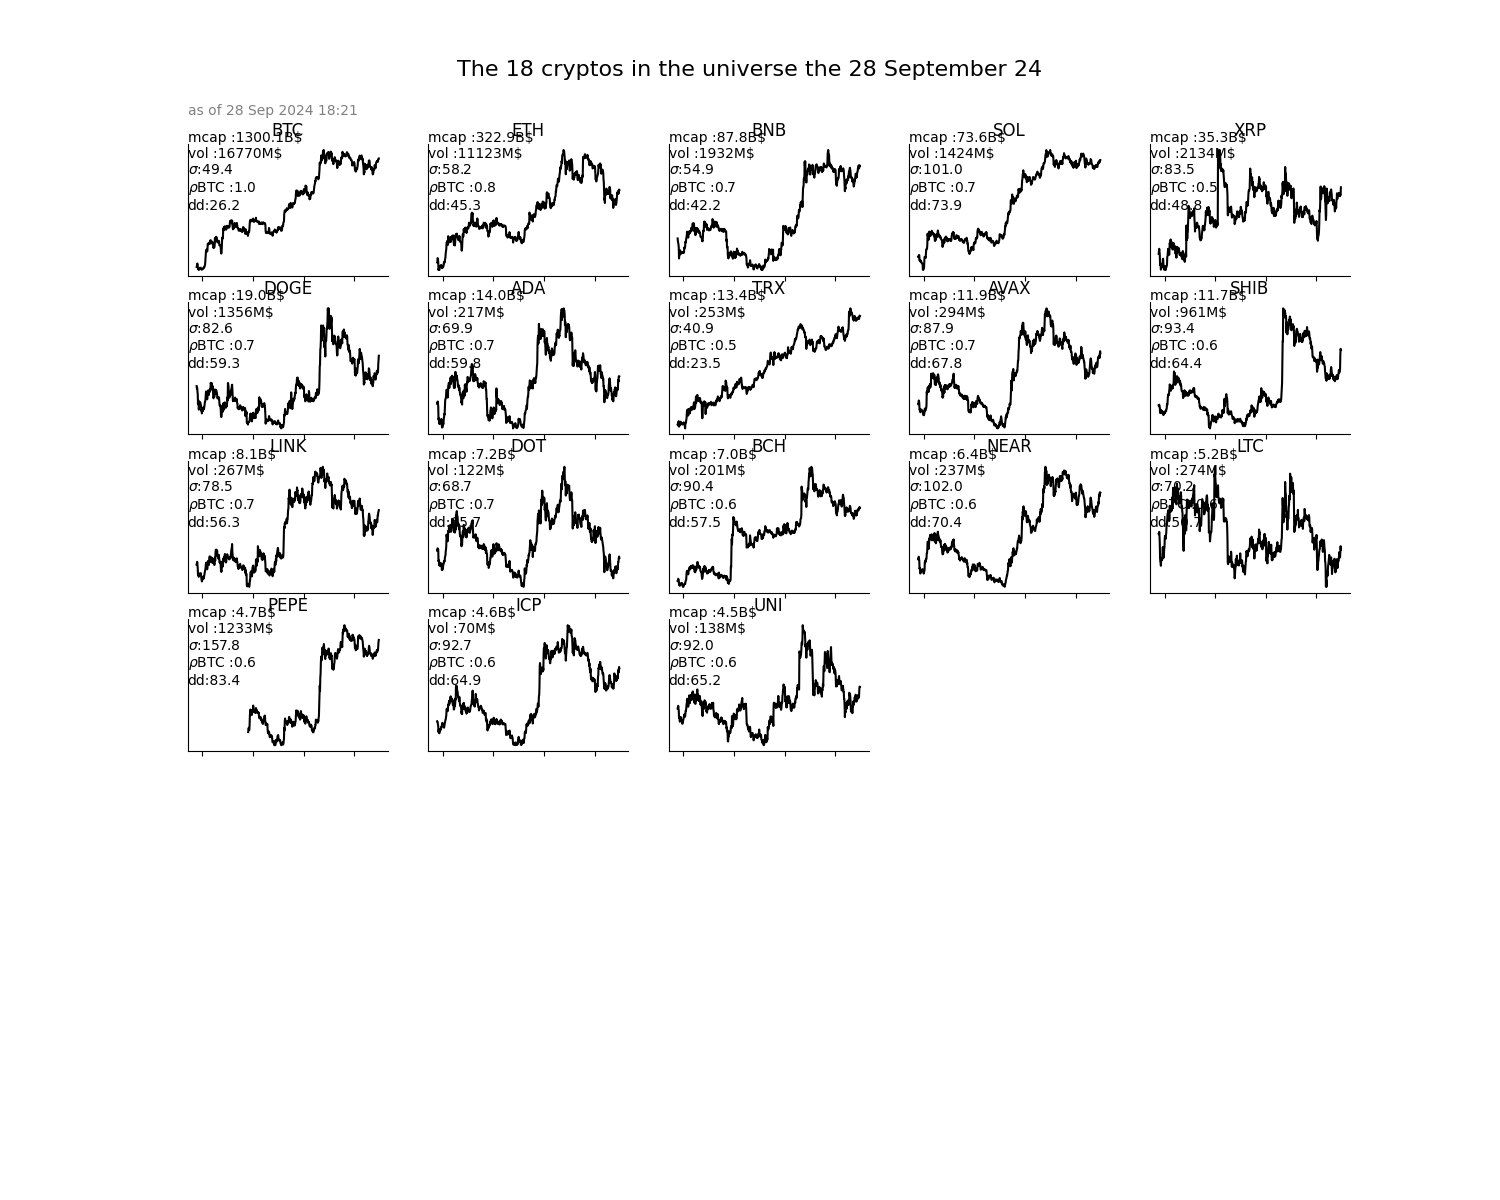 The 18 cryptos in the universe the 28 September 24
as of 28 Sep 2024 18:21
BTC
mcap :1300.1B$
vol :16770M$
σ:49.4
ρBTC :1.0
dd:26.2
ETH
mcap :322.9B$
vol :11123M$
σ:58.2
ρBTC :0.8
dd:45.3
BNB
mcap :87.8B$
vol :1932M$
σ:54.9
ρBTC :0.7
dd:42.2
SOL
mcap :73.6B$
vol :1424M$
σ:101.0
ρBTC :0.7
dd:73.9
XRP
mcap :35.3B$
vol :2134M$
σ:83.5
ρBTC :0.5
dd:48.8
DOGE
mcap :19.0B$
vol :1356M$
σ:82.6
ρBTC :0.7
dd:59.3
ADA
mcap :14.0B$
vol :217M$
σ:69.9
ρBTC :0.7
dd:59.8
TRX
mcap :13.4B$
vol :253M$
σ:40.9
ρBTC :0.5
dd:23.5
AVAX
mcap :11.9B$
vol :294M$
σ:87.9
ρBTC :0.7
dd:67.8
SHIB
mcap :11.7B$
vol :961M$
σ:93.4
ρBTC :0.6
dd:64.4
LINK
mcap :8.1B$
vol :267M$
σ:78.5
ρBTC :0.7
dd:56.3
DOT
mcap :7.2B$
vol :122M$
σ:68.7
ρBTC :0.7
BCH
mcap :7.0B$
vol :201M$
σ:90.4
ρBTC :0.6
dd:57.5
NEAR
mcap :6.4B$
vol :237M$
σ:102.0
ρBTC :0.6
dd:70.4
LTC
mcap :5.2B$
vol :274M$
σ:70.2
ρBTC :0.6
PEPE
mcap :4.7B$
vol :1233M$
σ:157.8
ρBTC :0.6
dd:83.4
ICP
mcap :4.6B$
vol :70M$
σ:92.7
ρBTC :0.6
dd:64.9
UNI
mcap :4.5B$
vol :138M$
σ:92.0
ρBTC :0.6
dd:65.2